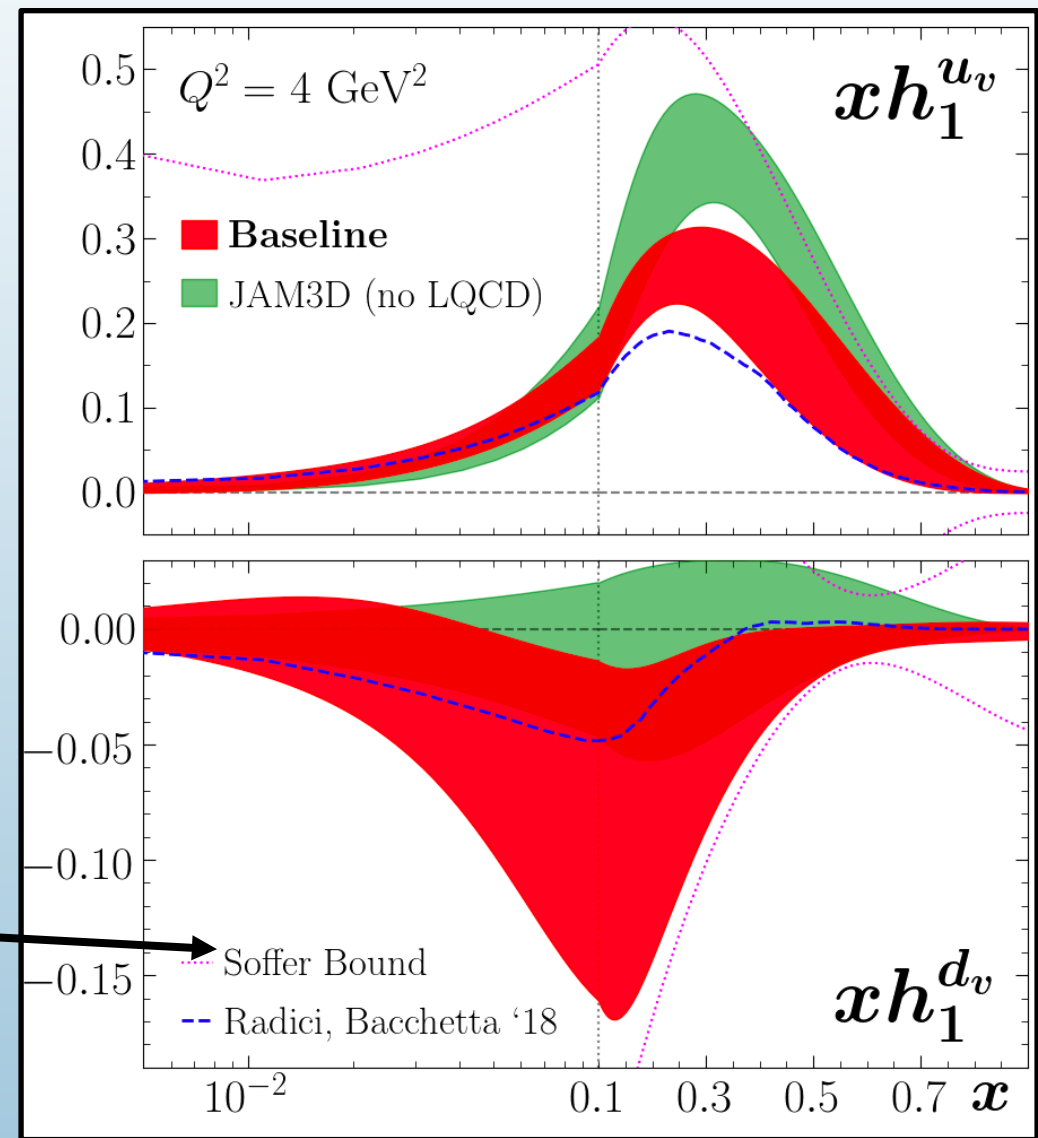 0.5
Q² = 4 GeV²
xh₁^{u_v}
0.4
0.3
Baseline
JAM3D (no LQCD)
0.2
0.1
0.0
0.00
−0.05
−0.10
−0.15
Soffer Bound
Radici, Bacchetta ‘18
xh₁^{d_v}
10⁻² 0.1 0.3 0.5 0.7 x